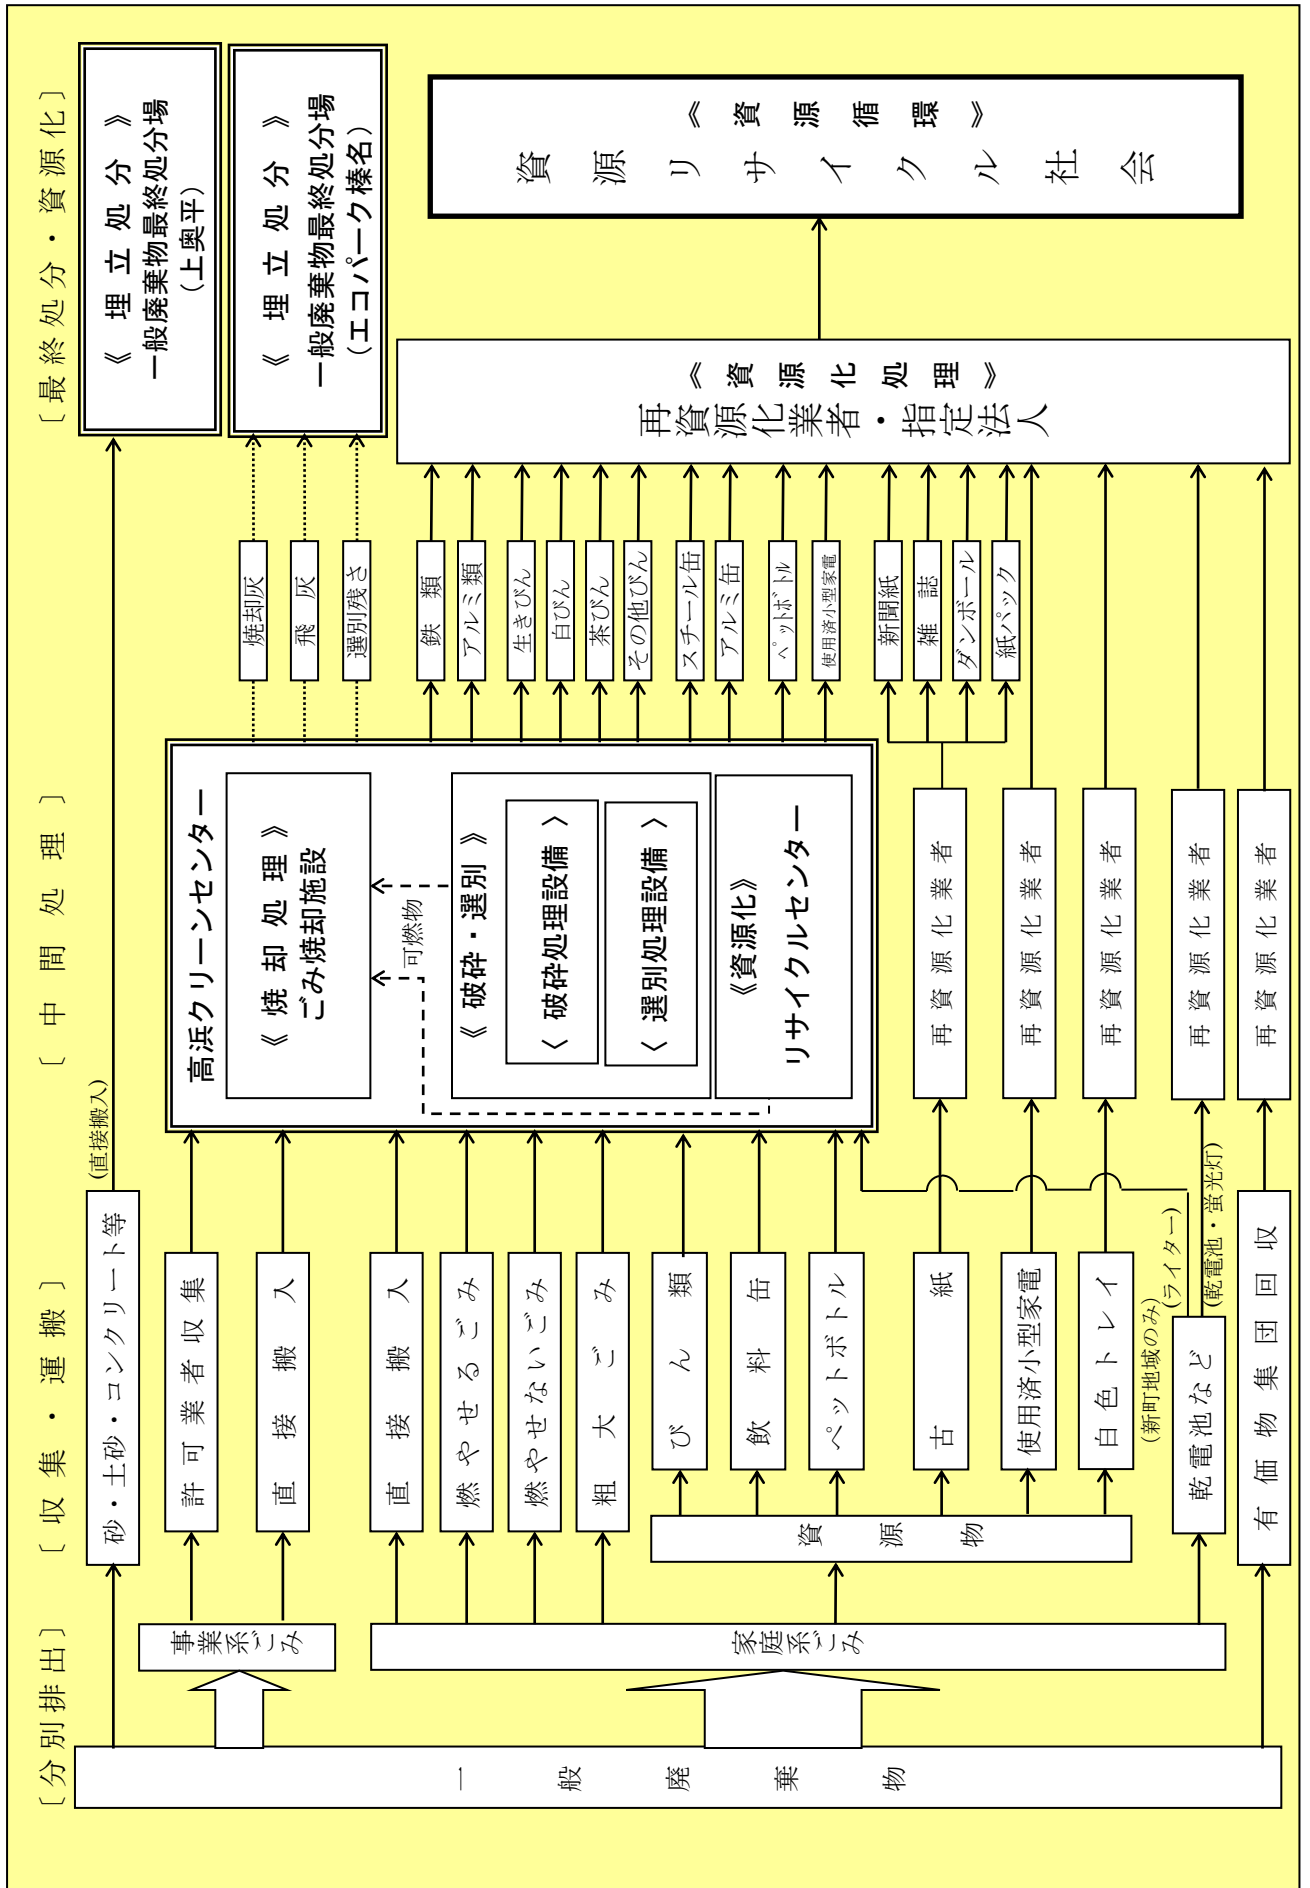 〔分別排出〕
〔収集・運搬〕
〔中間処理〕
〔最終処分・資源化〕
一般廃棄物
事業系ごみ
家庭系ごみ
砂・土砂・コンクリート等
(直接搬入)
許可業者収集
直接搬入
直接搬入
燃やせるごみ
燃やせないごみ
粗大ごみ
資源物
びん類
飲料缶
ペットボトル
古紙
使用済小型家電
白色トレイ
(新町地域のみ)
乾電池など
(ライター)
(乾電池・蛍光灯)
有価物集団回収
高浜クリーンセンター
《焼却処理》
ごみ焼却施設
可燃物
《破砕・選別》
〈破砕処理設備〉
〈選別処理設備〉
《資源化》
リサイクルセンター
再資源化業者
再資源化業者
再資源化業者
再資源化業者
再資源化業者
焼却灰
飛灰
選別残さ
鉄類
アルミ類
生きびん
白びん
茶びん
その他びん
スチール缶
アルミ缶
ペットボトル
使用済小型家電
新聞紙
雑誌
ダンボール
紙パック
《埋立処分》
一般廃棄物最終処分場
(上奥平)
《埋立処分》
一般廃棄物最終処分場
(エコパーク榛名)
《資源化処理》
再資源化業者・指定法人
《資源循環》
資源リサイクル社会